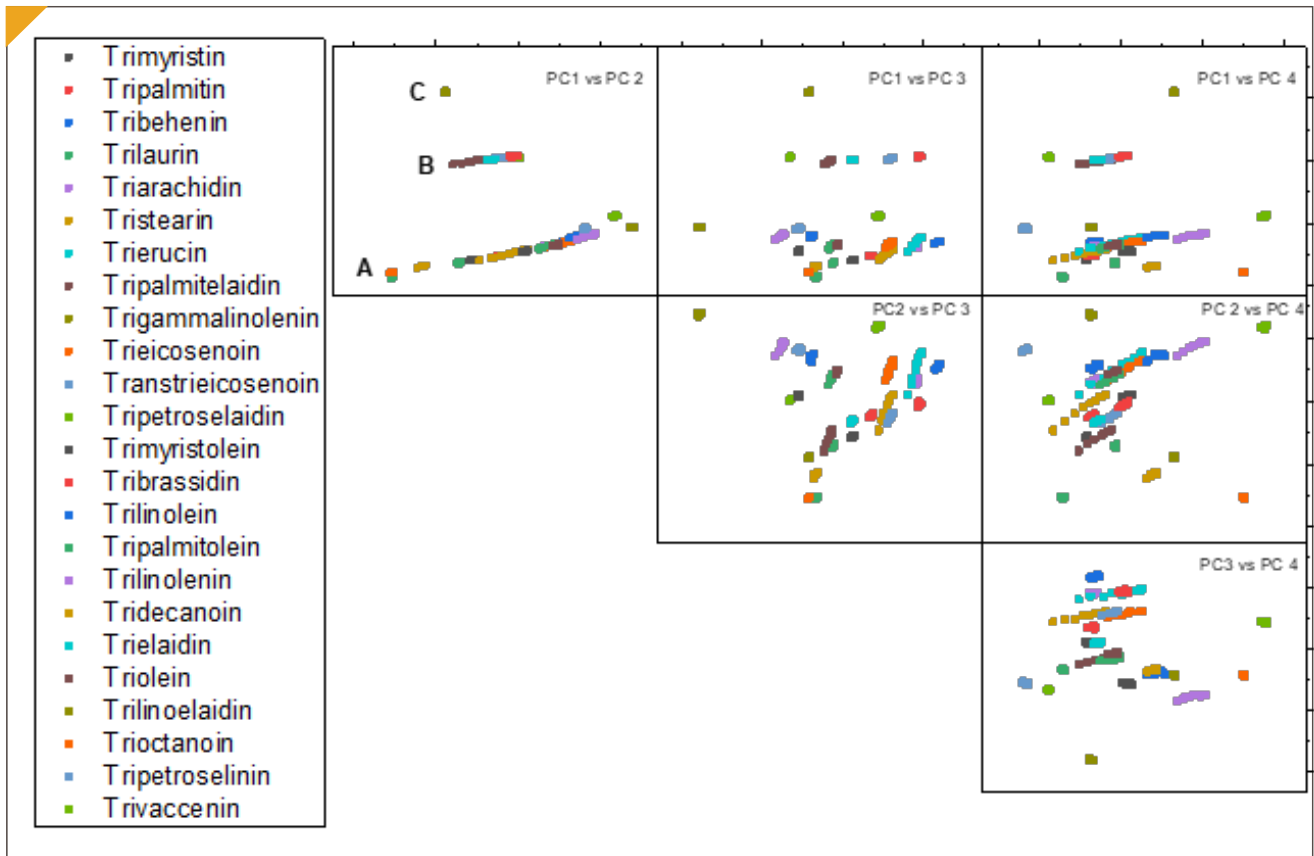 Trimyristin
Tripalmitin
Tribehenin
Trilaurin
Triarachidin
Tristearin
Trierucin
Tripalmitelaidin
Trigammalinolenin
Trieicosenoin
Transtrieicosenoin
Tripetroselaidin
Trimyristolein
Tribrassidin
Trilinolein
Tripalmitolein
Trilinolenin
Tridecanoin
Trielaidin
Triolein
Trilinoelaidin
Trioctanoin
Tripetroselinin
Trivaccenin
PC1 vs PC 2
C
B
A
PC1 vs PC 3
PC1 vs PC 4
PC2 vs PC 3
PC 2 vs PC 4
PC3 vs PC 4